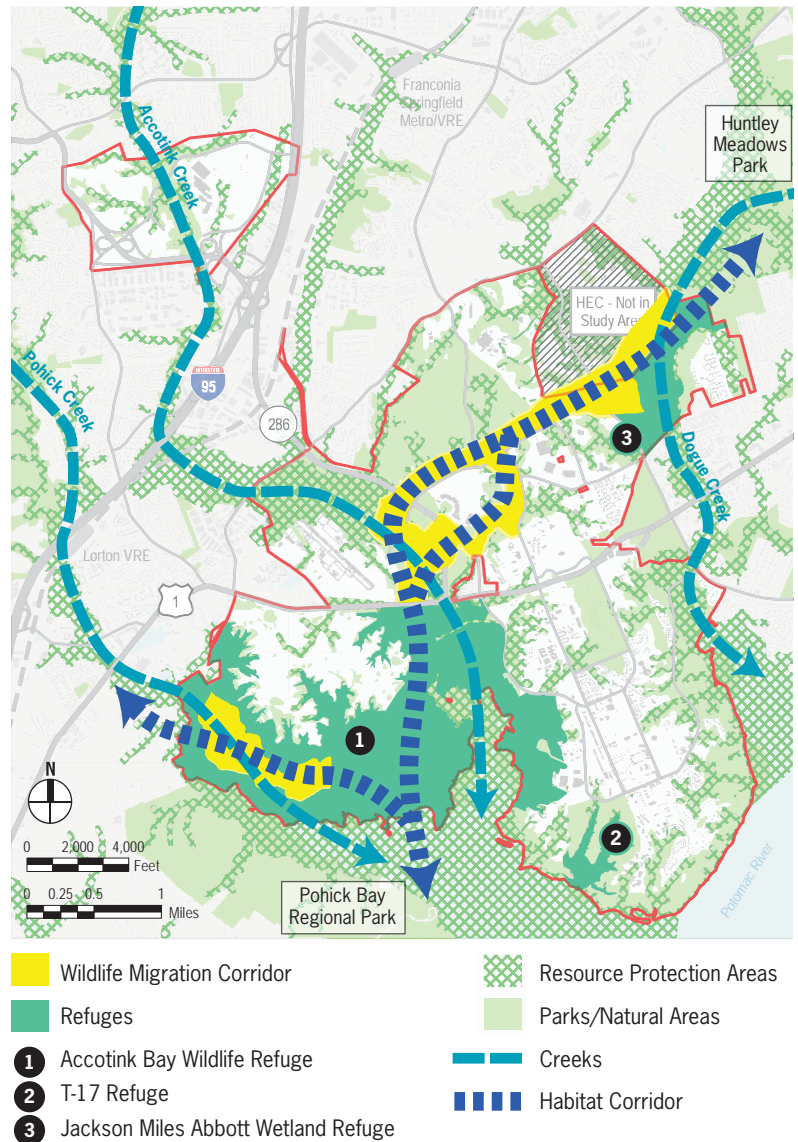 Franconia
Springfield
Metro/VRE
Huntley
Meadows
Park
Accotink Creek
HEC - Not in
Study Area
INTERSTATE
95
Pohick Creek
286
3
Dogue Creek
Lorton VRE
1
1
N
2
0 2,000 4,000
Feet
0 0.25 0.5 1
Miles
Pohick Bay
Regional Park
Potomac River
Wildlife Migration Corridor
Refuges
1 Accotink Bay Wildlife Refuge
2 T-17 Refuge
3 Jackson Miles Abbott Wetland Refuge
Resource Protection Areas
Parks/Natural Areas
Creeks
Habitat Corridor